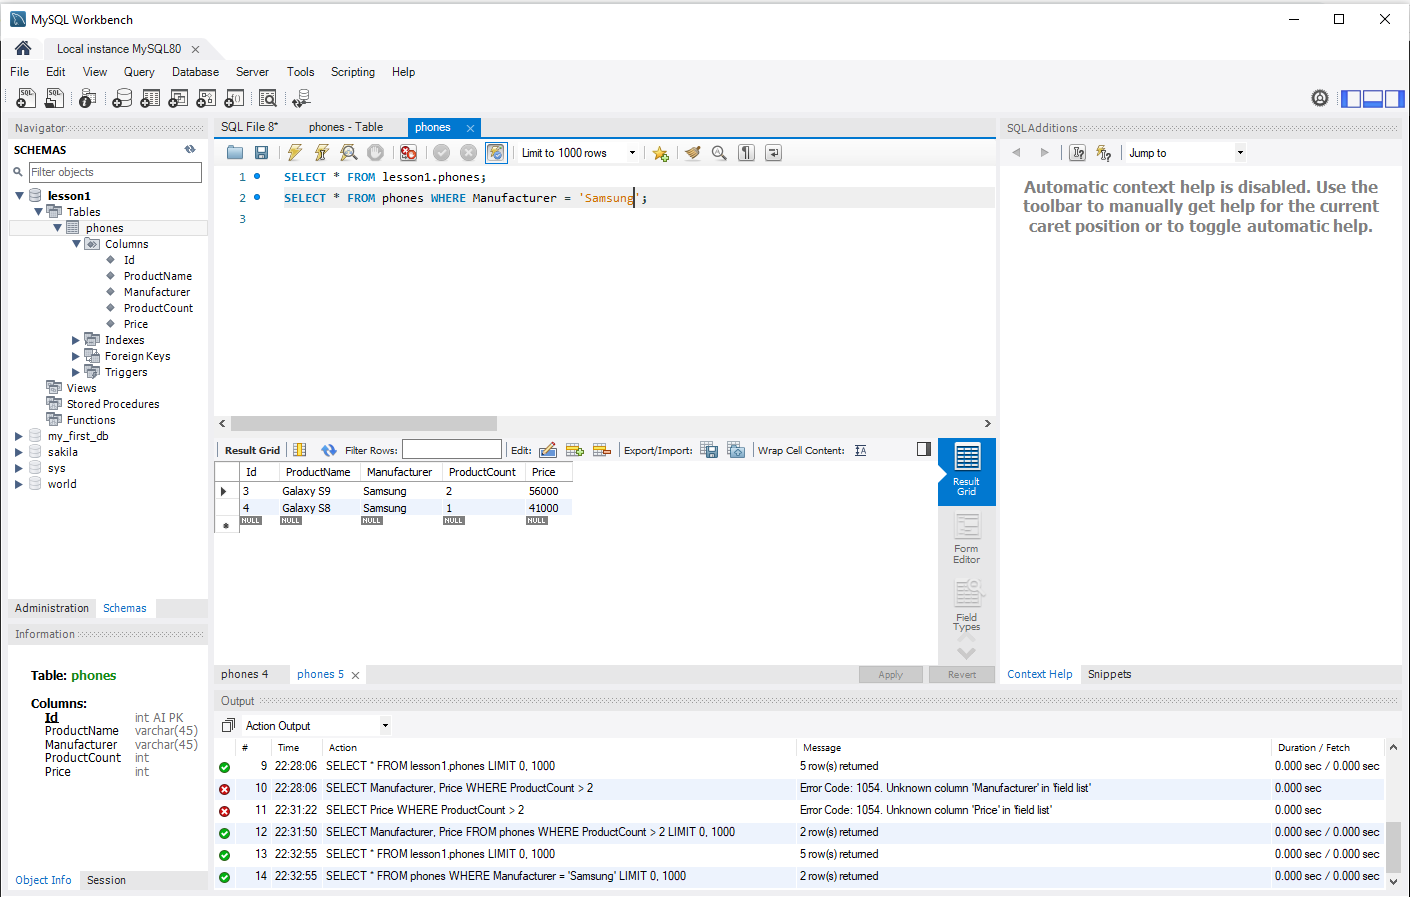 MySQL Workbench
Local instance MySQL80
File Edit View Query Database Server Tools Scripting Help
Navigator
SCHEMAS
Filter objects
lesson1
Tables
phones
Columns
Id
ProductName
Manufacturer
ProductCount
Price
Indexes
Foreign Keys
Triggers
Views
Stored Procedures
Functions
my_first_db
sakila
sys
world
Administration Schemas
Information
Table: phones
Columns:
Id int AI PK
ProductName varchar(45)
Manufacturer varchar(45)
ProductCount int
Price int
Object Info Session
SQL File 8* phones - Table phones
Limit to 1000 rows
1 SELECT * FROM lesson1.phones;
2 SELECT * FROM phones WHERE Manufacturer = 'Samsung';
3
Result Grid Filter Rows: Edit: Export/Import: Wrap Cell Content:
Id ProductName Manufacturer ProductCount Price
3 Galaxy S9 Samsung 2 56000
4 Galaxy S8 Samsung 1 41000
NULL NULL NULL NULL NULL
Result
Grid
Form
Editor
Field
Types
phones 4 phones 5 Apply Revert
SQLAdditions
Jump to
Automatic context help is disabled. Use the
toolbar to manually get help for the current
caret position or to toggle automatic help.
Context Help Snippets
Output
Action Output
# Time Action Message Duration / Fetch
9 22:28:06 SELECT * FROM lesson1.phones LIMIT 0, 1000 5 row(s) returned 0.000 sec / 0.000 sec
10 22:28:06 SELECT Manufacturer, Price WHERE ProductCount > 2 Error Code: 1054. Unknown column 'Manufacturer' in 'field list' 0.000 sec
11 22:31:22 SELECT Price WHERE ProductCount > 2 Error Code: 1054. Unknown column 'Price' in 'field list' 0.000 sec
12 22:31:50 SELECT Manufacturer, Price FROM phones WHERE ProductCount > 2 LIMIT 0, 1000 2 row(s) returned 0.000 sec / 0.000 sec
13 22:32:55 SELECT * FROM lesson1.phones LIMIT 0, 1000 5 row(s) returned 0.000 sec / 0.000 sec
14 22:32:55 SELECT * FROM phones WHERE Manufacturer = 'Samsung' LIMIT 0, 1000 2 row(s) returned 0.000 sec / 0.000 sec